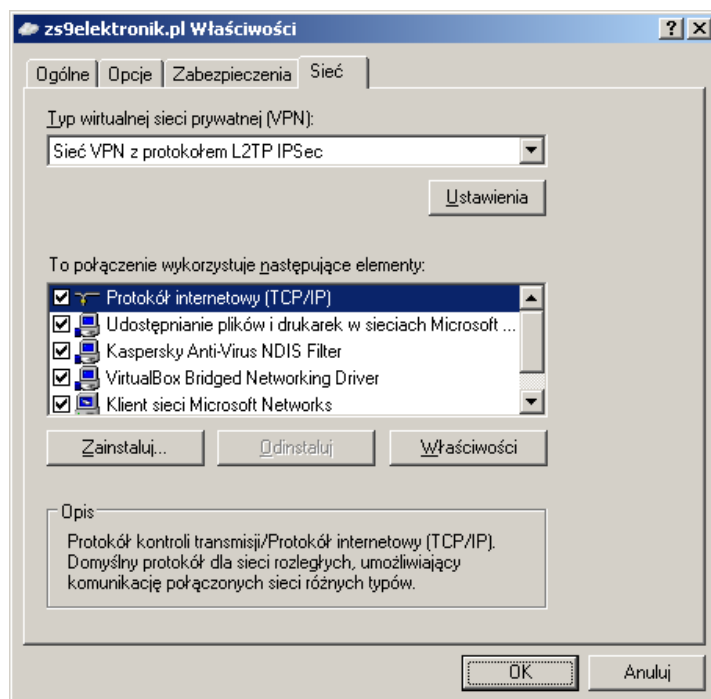 zs9elektronik.pl Właściwości
Ogólne Opcje Zabezpieczenia Sieć
Typ wirtualnej sieci prywatnej (VPN):
Sieć VPN z protokołem L2TP IPSec
Ustawienia
To połączenie wykorzystuje następujące elementy:
Protokół internetowy (TCP/IP)
Udostępnianie plików i drukarek w sieciach Microsoft ...
Kaspersky Anti-Virus NDIS Filter
VirtualBox Bridged Networking Driver
Klient sieci Microsoft Networks
Zainstaluj... Odinstaluj Właściwości
Opis
Protokół kontroli transmisji/Protokół internetowy (TCP/IP).
Domyślny protokół dla sieci rozległych, umożliwiający
komunikację połączonych sieci różnych typów.
OK Anuluj